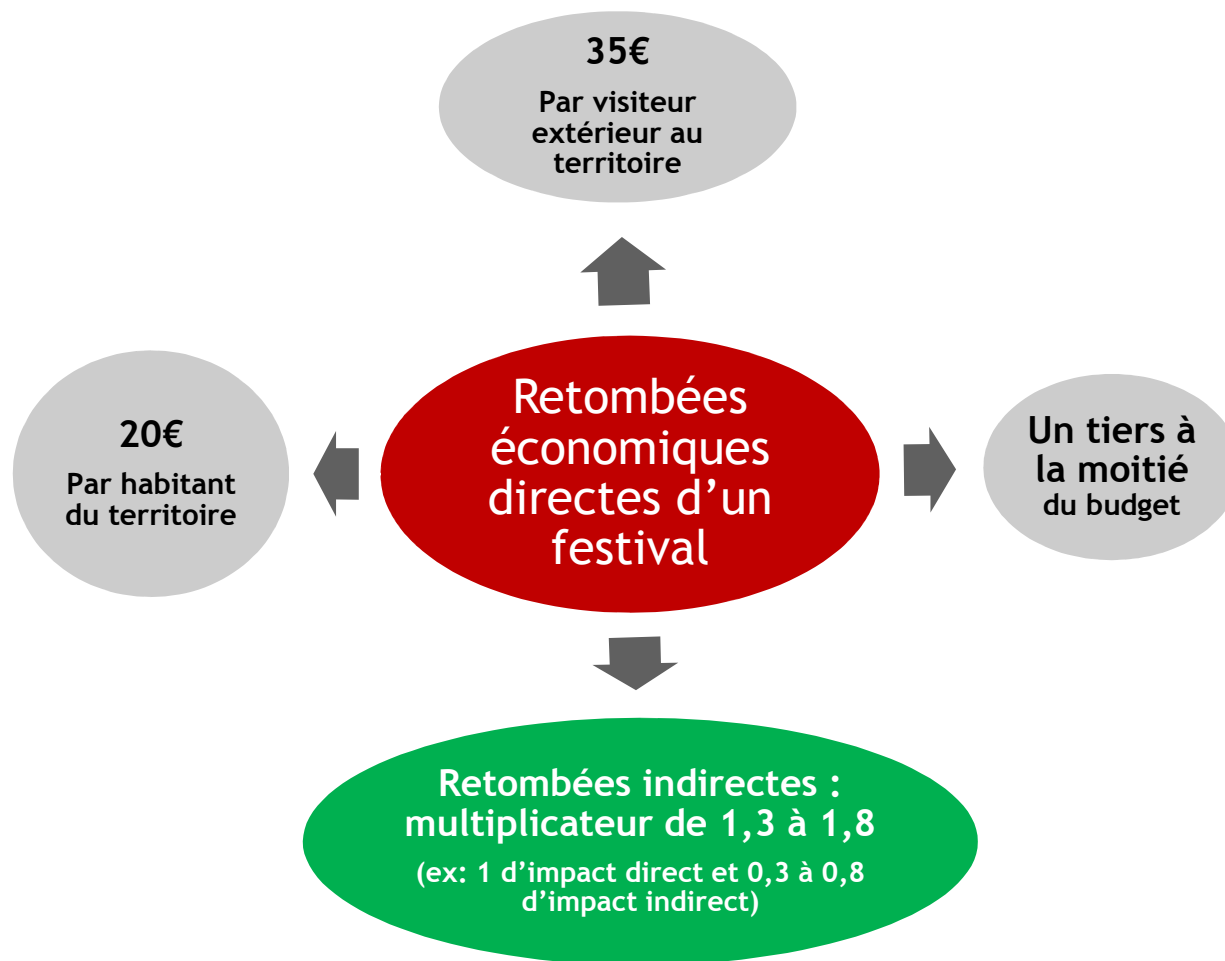 35€
Par visiteur
extérieur au
territoire
20€
Par habitant
du territoire
Retombées
économiques
directes d’un
festival
Un tiers à
la moitié
du budget
Retombées indirectes :
multiplicateur de 1,3 à 1,8
(ex: 1 d’impact direct et 0,3 à 0,8
d’impact indirect)